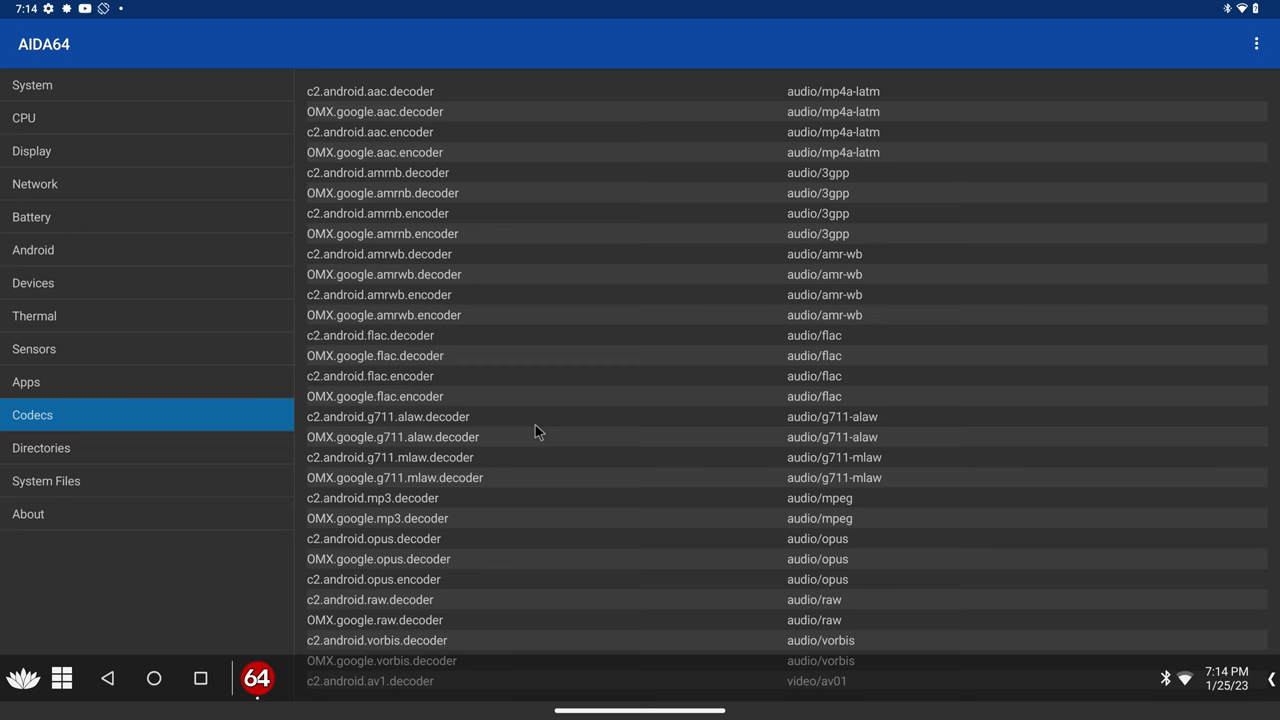 7:14
AIDA64
System
CPU
Display
Network
Battery
Android
Devices
Thermal
Sensors
Apps
Codecs
Directories
System Files
About
c2.android.aac.decoder audio/mp4a-latm
OMX.google.aac.decoder audio/mp4a-latm
c2.android.aac.encoder audio/mp4a-latm
OMX.google.aac.encoder audio/mp4a-latm
c2.android.amrnb.decoder audio/3gpp
OMX.google.amrnb.decoder audio/3gpp
c2.android.amrnb.encoder audio/3gpp
OMX.google.amrnb.encoder audio/3gpp
c2.android.amrwb.decoder audio/amr-wb
OMX.google.amrwb.decoder audio/amr-wb
c2.android.amrwb.encoder audio/amr-wb
OMX.google.amrwb.encoder audio/amr-wb
c2.android.flac.decoder audio/flac
OMX.google.flac.decoder audio/flac
c2.android.flac.encoder audio/flac
OMX.google.flac.encoder audio/flac
c2.android.g711.alaw.decoder audio/g711-alaw
OMX.google.g711.alaw.decoder audio/g711-alaw
c2.android.g711.mlaw.decoder audio/g711-mlaw
OMX.google.g711.mlaw.decoder audio/g711-mlaw
c2.android.mp3.decoder audio/mpeg
OMX.google.mp3.decoder audio/mpeg
c2.android.opus.decoder audio/opus
OMX.google.opus.decoder audio/opus
c2.android.opus.encoder audio/opus
c2.android.raw.decoder audio/raw
OMX.google.raw.decoder audio/raw
c2.android.vorbis.decoder audio/vorbis
OMX.google.vorbis.decoder audio/vorbis
c2.android.av1.decoder video/av01
64
7:14 PM
1/25/23